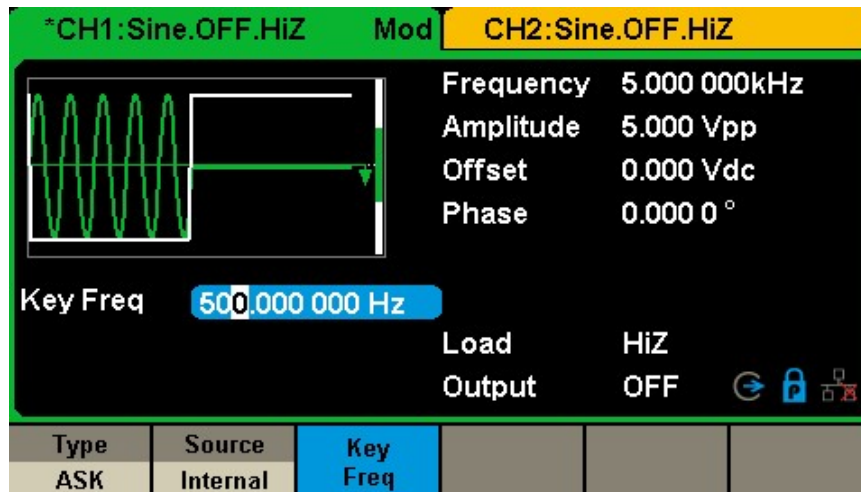 *CH1:Sine.OFF.HiZ Mod CH2:Sine.OFF.HiZ
Frequency 5.000 000kHz
Amplitude 5.000 Vpp
Offset 0.000 Vdc
Phase 0.000 0 °
Key Freq 500.000 000 Hz
Load HiZ
Output OFF
Type Source Key Freq
ASK Internal